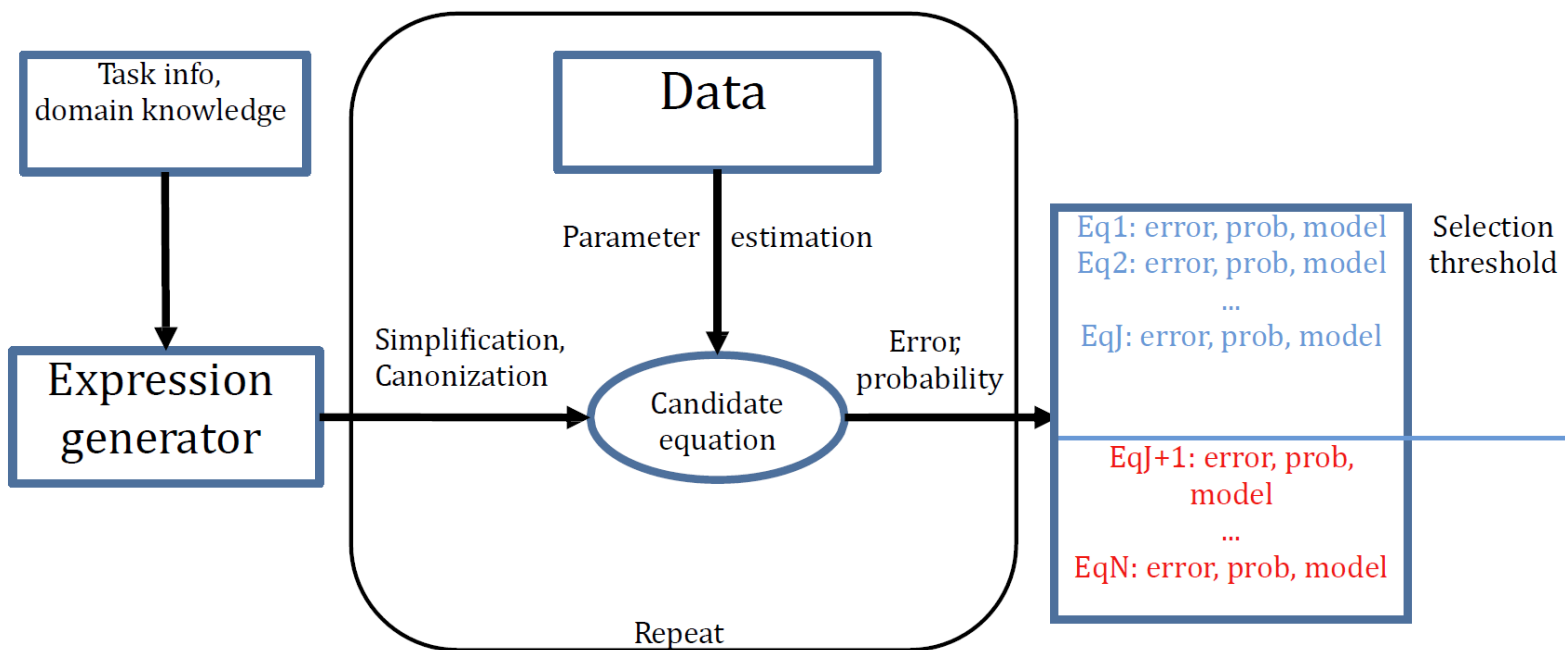 Task info,
domain knowledge
Expression
generator
Simplification,
Canonization
Data
Parameter estimation
Candidate
equation
Error,
probability
Repeat
Eq1: error, prob, model
Eq2: error, prob, model
...
EqJ: error, prob, model
EqJ+1: error, prob,
model
...
EqN: error, prob, model
Selection
threshold